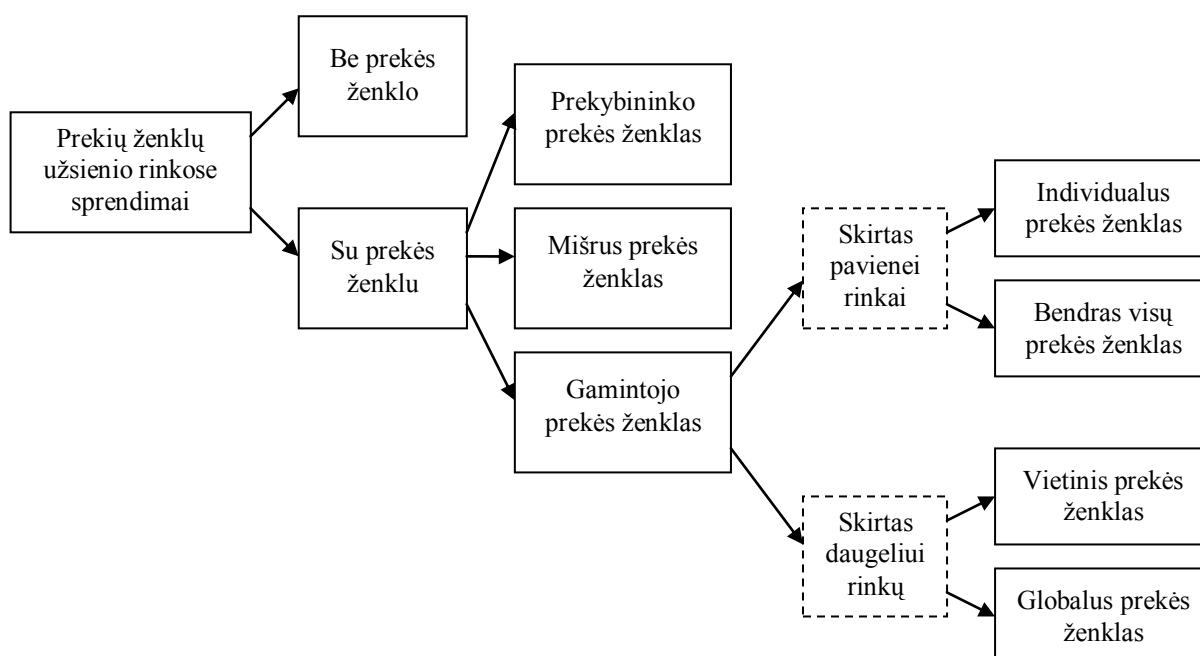 Prekių ženklų
užsienio rinkose
sprendimai
Be prekės
ženklo
Su prekės
ženklu
Prekybininko
prekės ženklas
Mišrus prekės
ženklas
Gamintojo
prekės ženklas
Skirtas
pavienei
rinkai
Skirtas
daugeliui
rinkų
Individualus
prekės ženklas
Bendras visų
prekės ženklas
Vietinis prekės
ženklas
Globalus prekės
ženklas